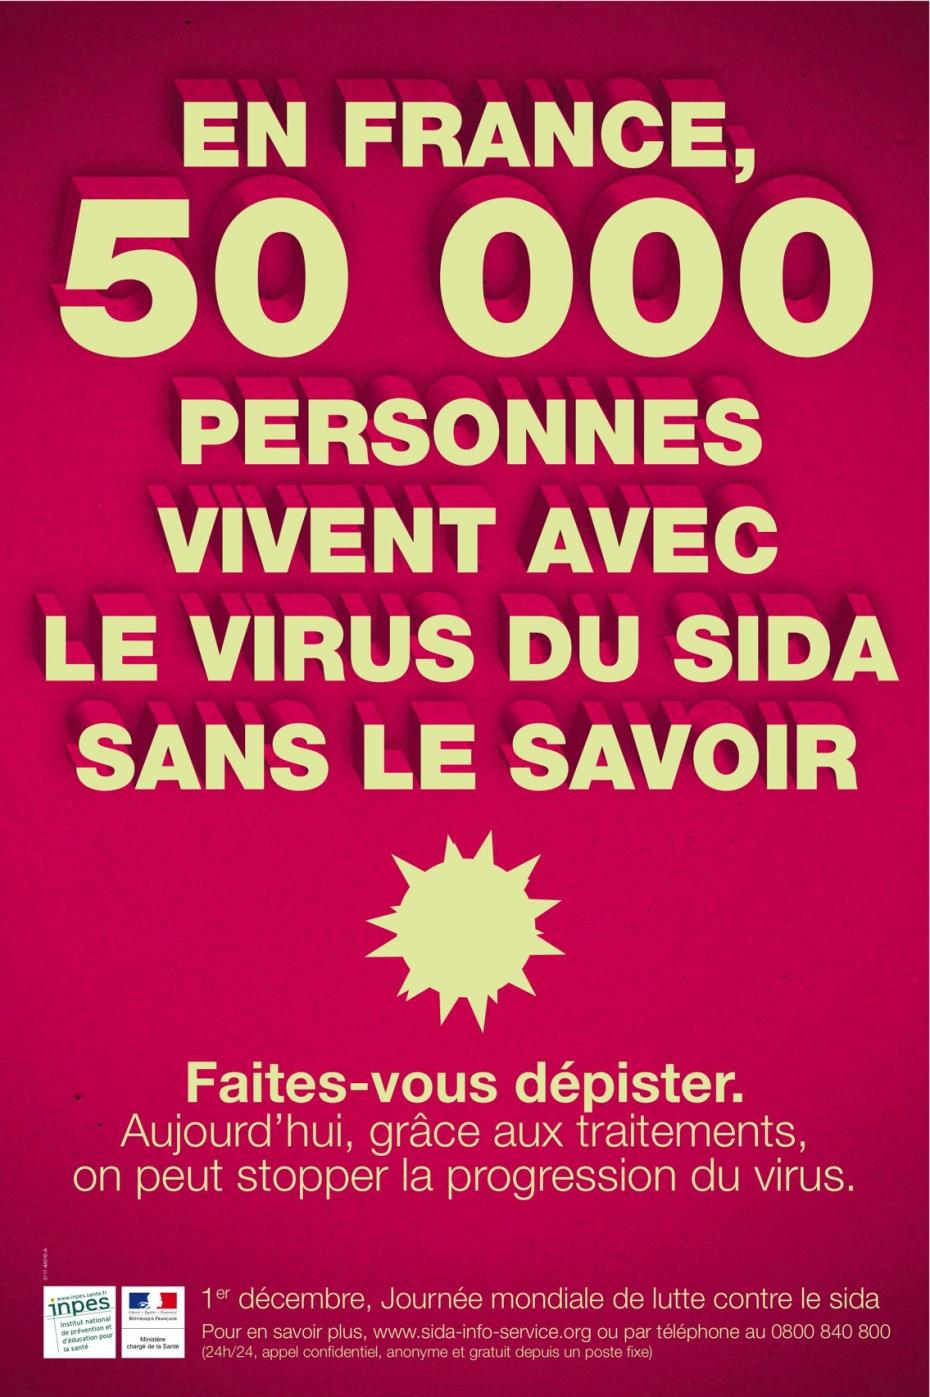 EN FRANCE,
50 000
PERSONNES
VIVENT AVEC
LE VIRUS DU SIDA
SANS LE SAVOIR
Faites-vous dépister.
Aujourd'hui, grâce aux traitements,
on peut stopper la progression du virus.
www.inpes.sante.fr
inpes
Institut national
de prévention et
d'éducation pour
la santé
Liberté • Égalité • Fraternité
RÉPUBLIQUE FRANÇAISE
Ministère
chargé de la Santé
1er décembre, Journée mondiale de lutte contre le sida
Pour en savoir plus, www.sida-info-service.org ou par téléphone au 0800 840 800
(24h/24, appel confidentiel, anonyme et gratuit depuis un poste fixe)